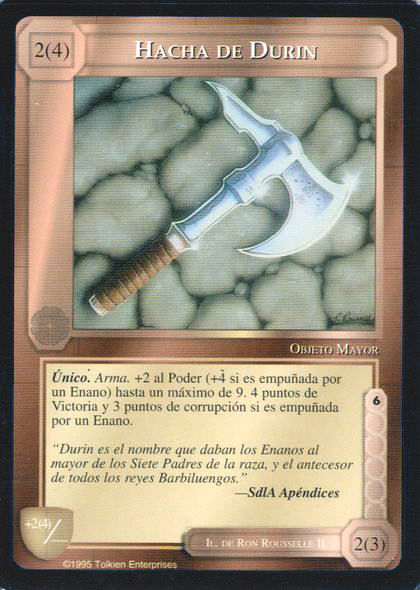 2(4)
HACHA DE DURIN
OBJETO MAYOR
Único. Arma. +2 al Poder (+4 si es empuñada por
un Enano) hasta un máximo de 9. 4 puntos de
Victoria y 3 puntos de corrupción si es empuñada
por un Enano.
6
“Durin es el nombre que daban los Enanos al
mayor de los Siete Padres de la raza, y el antecesor
de todos los reyes Barbiluengos.”
—SdlA Apéndices
+2(4)/—
IL. DE RON ROUSSELLE II
2(3)
©1995 Tolkien Enterprises